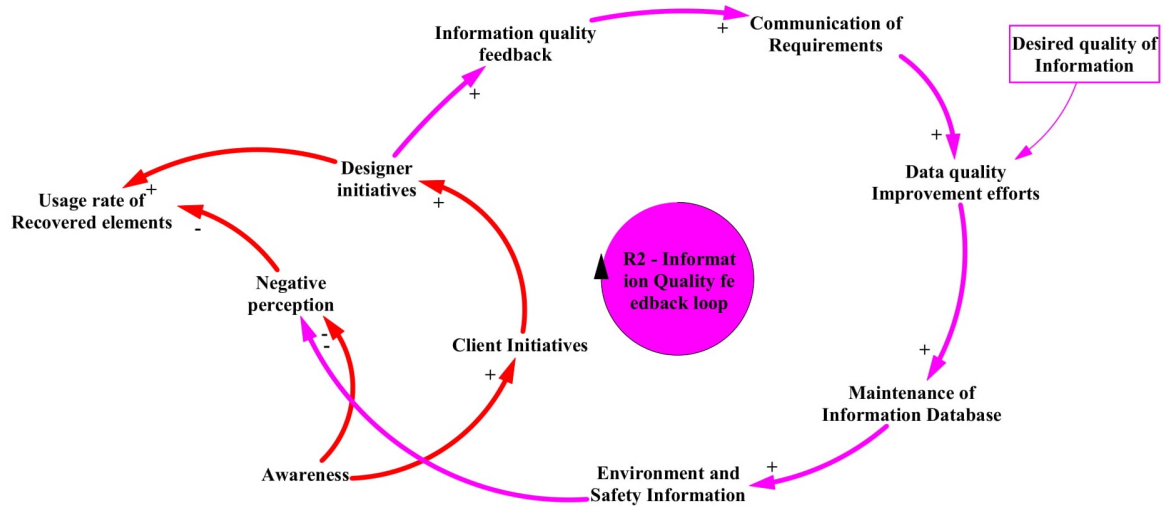 Information quality
feedback
+
Communication of
Requirements
+
Desired quality of
Information
+
Data quality
Improvement efforts
+
Designer
initiatives
+
Usage rate of
Recovered elements
+
-
R2 - Informat
ion Quality fe
edback loop
Negative
perception
-
-
Client Initiatives
+
+
Maintenance of
Information Database
Awareness
Environment and
Safety Information
+